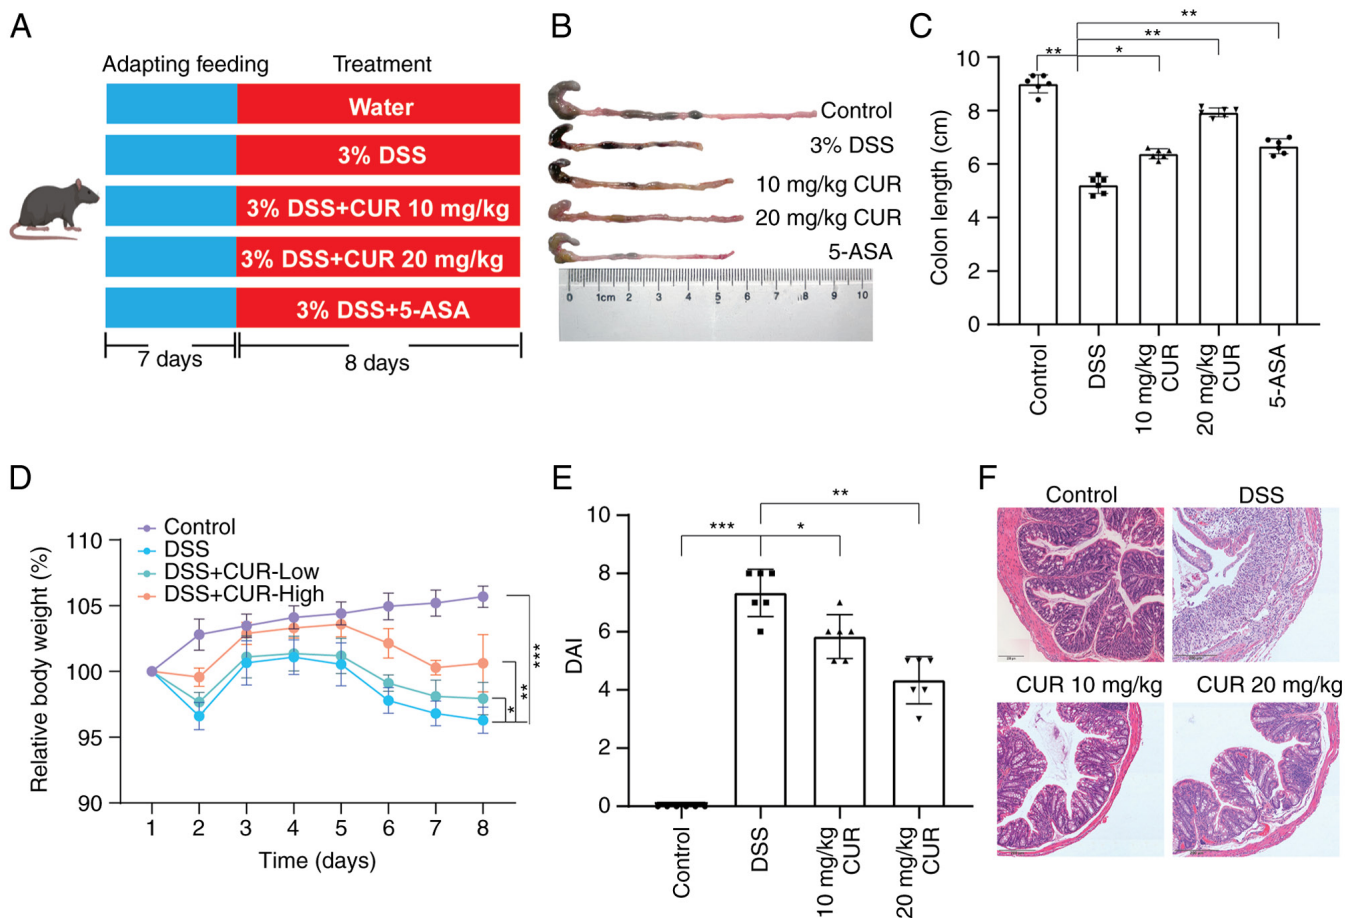 A
Adapting feeding
Treatment
Water
3% DSS
3% DSS+CUR 10 mg/kg
3% DSS+CUR 20 mg/kg
3% DSS+5-ASA
7 days
8 days
B
Control
3% DSS
10 mg/kg CUR
20 mg/kg CUR
5-ASA
0 1cm 2 3 4 5 6 7 8 9 10
C
Colon length (cm)
10
8
6
4
2
0
**
*
**
**
Control
DSS
10 mg/kg
CUR
20 mg/kg
CUR
5-ASA
D
Control
DSS
DSS+CUR-Low
DSS+CUR-High
Relative body weight (%)
110
105
100
95
90
*
**
***
1 2 3 4 5 6 7 8
Time (days)
E
DAI
10
8
6
4
2
0
***
*
**
Control
DSS
10 mg/kg
CUR
20 mg/kg
CUR
F
Control
DSS
CUR 10 mg/kg
CUR 20 mg/kg